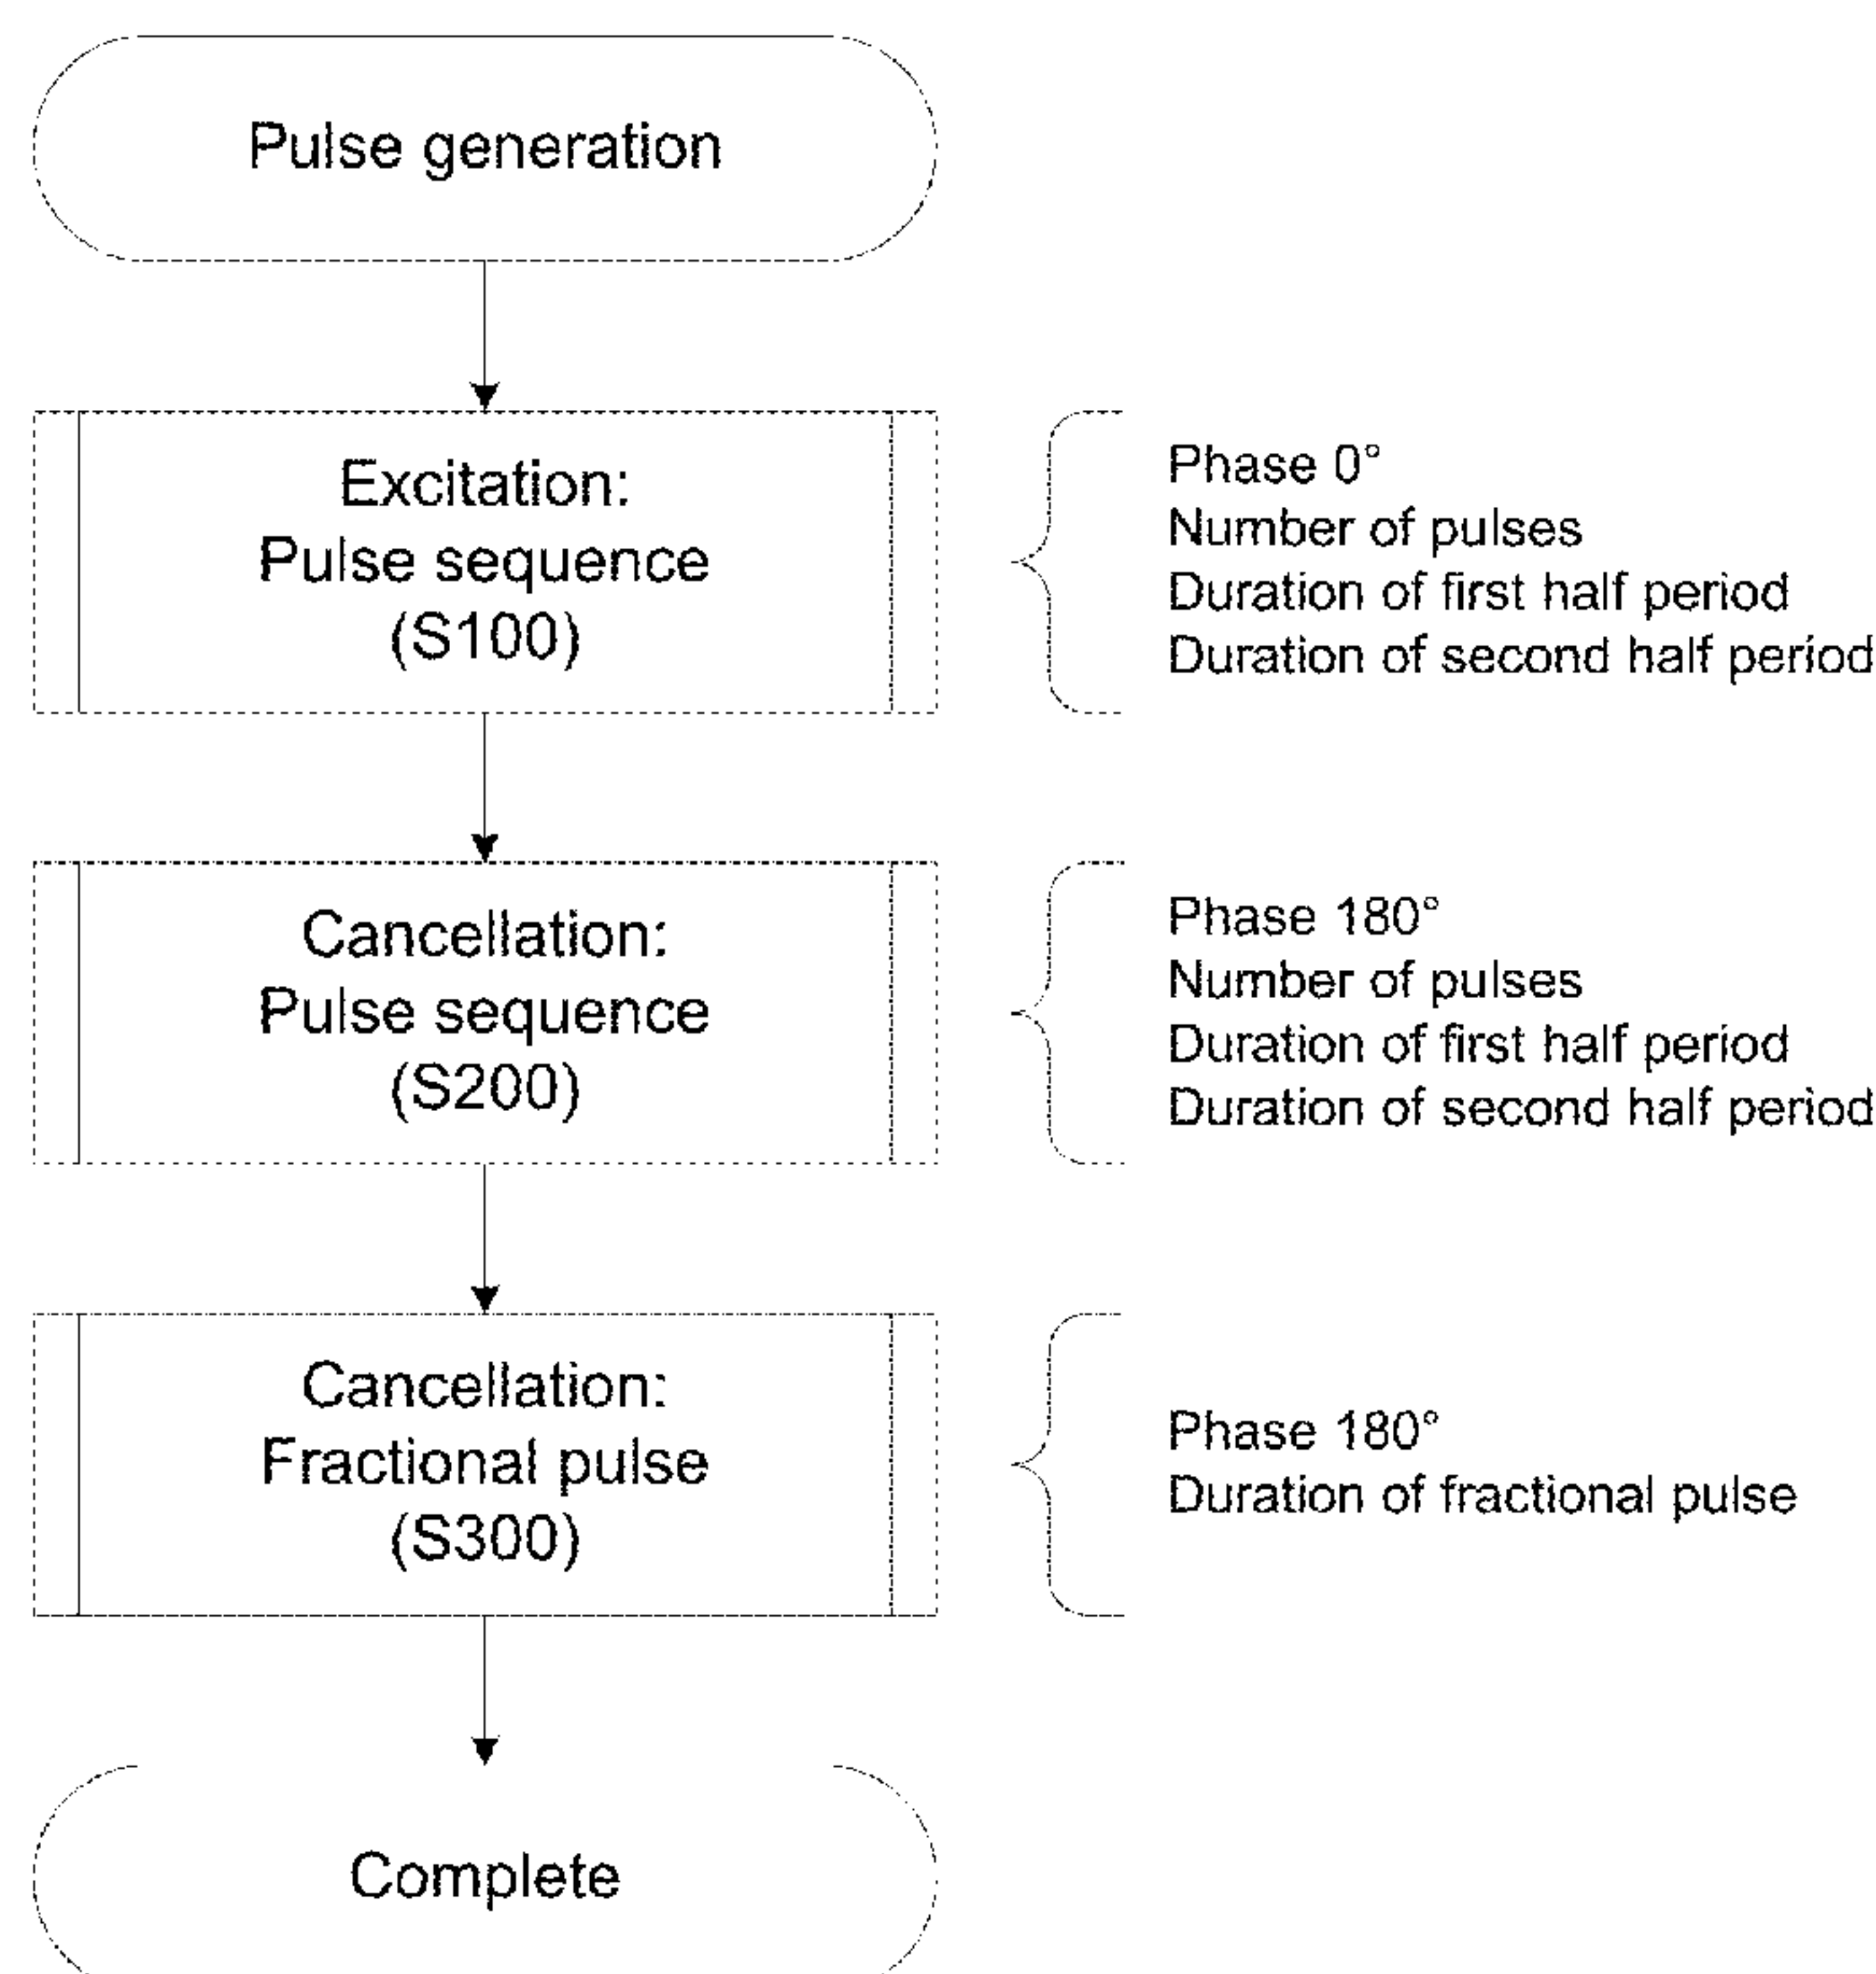 Pulse generation
Excitation:
Pulse sequence
(S100)
Phase 0°
Number of pulses
Duration of first half period
Duration of second half period
Cancellation:
Pulse sequence
(S200)
Phase 180°
Number of pulses
Duration of first half period
Duration of second half period
Cancellation:
Fractional pulse
(S300)
Phase 180°
Duration of fractional pulse
Complete